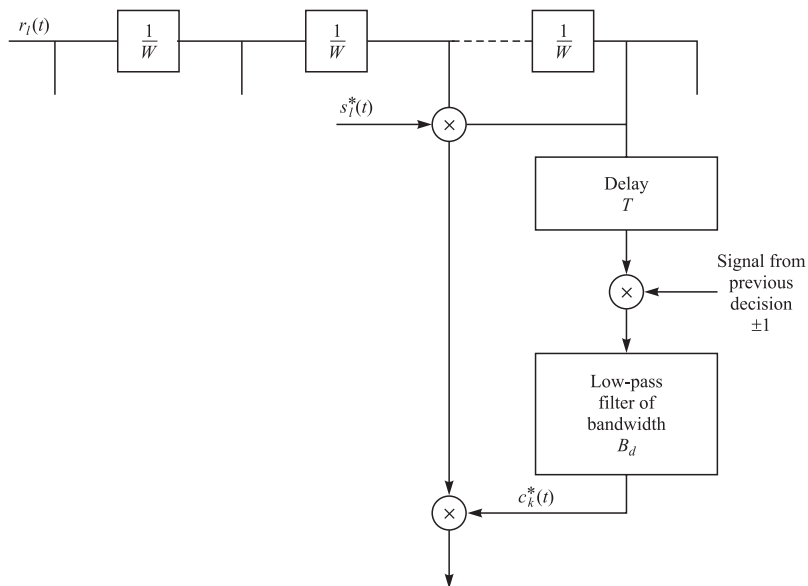 r_l(t)
1/W
1/W
1/W
s_l^*(t)
×
Delay
T
×
Signal from
previous
decision
±1
Low-pass
filter of
bandwidth
B_d
c_k^*(t)
×